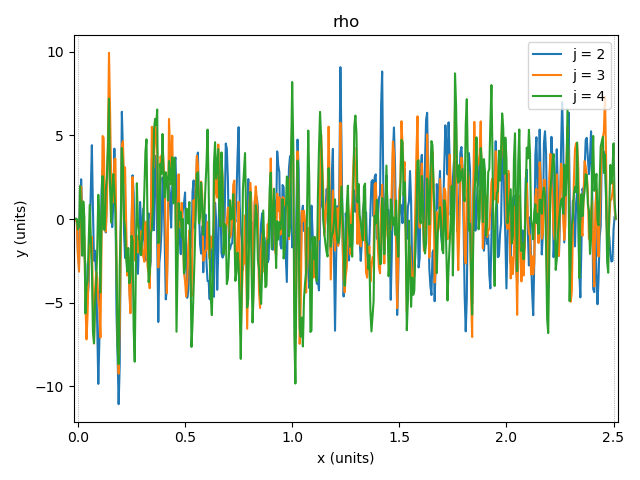 rho
10
5
0
−5
−10
y (units)
j = 2
j = 3
j = 4
0.0 0.5 1.0 1.5 2.0 2.5
x (units)